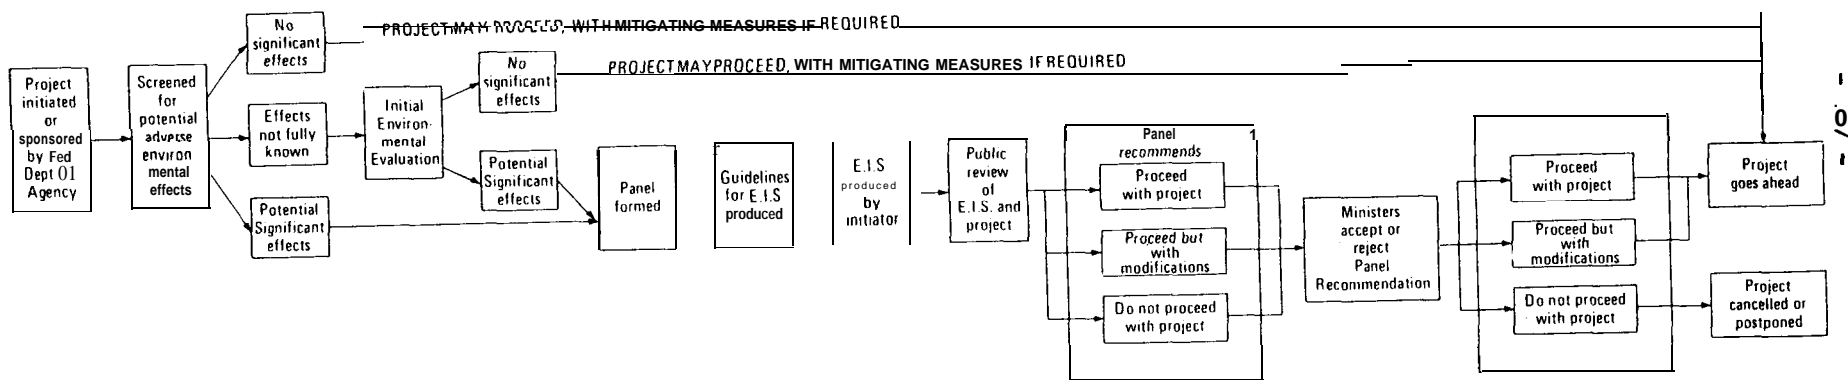 PROJECT MAY PROCEED, WITH MITIGATING MEASURES IF REQUIRED
No
significant
effects
PROJECT MAY PROCEED, WITH MITIGATING MEASURES IF REQUIRED
No
significant
effects
Project
initiated
or
sponsored
by Fed
Dept 01
Agency
Screened
for
potential
adverse
environ
mental
effects
Effects
not fully
known
Initial
Environ-
mental
Evaluation
Potential
Significant
effects
Potential
Significant
effects
Panel
formed
Guidelines
for E.I.S
produced
E.I.S
produced
by
initiator
Public
review
of
E.I.S. and
project
Panel 1
recommends
Proceed
with project
Proceed but
with
modifications
Do not proceed
with project
Ministers
accept or
reject
Panel
Recommendation
Proceed
with project
Proceed but
with
modifications
Do not proceed
with project
Project
goes ahead
Project
cancelled or
postponed